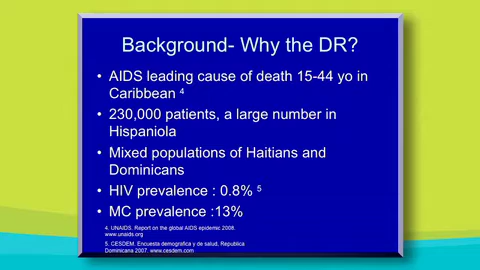 Background- Why the DR?
• AIDS leading cause of death 15-44 yo in
Caribbean 4
• 230,000 patients, a large number in
Hispaniola
• Mixed populations of Haitians and
Dominicans
• HIV prevalence : 0.8% 5
• MC prevalence :13%
4. UNAIDS. Report on the global AIDS epidemic 2008.
www.unaids.org
5. CESDEM. Encuesta demografica y de salud, Republica
Dominicana 2007. www.cesdem.com